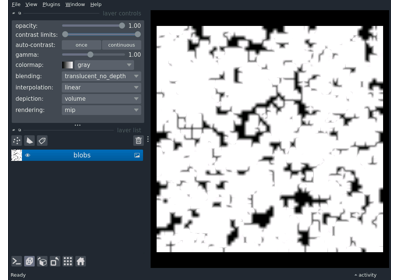 File View Plugins Window Help
layer controls
opacity: 1.00
contrast limits:
auto-contrast: once continuous
gamma: 1.00
colormap: gray
blending: translucent_no_depth
interpolation: linear
depiction: volume
rendering: mip
layer list
blobs
Ready activity